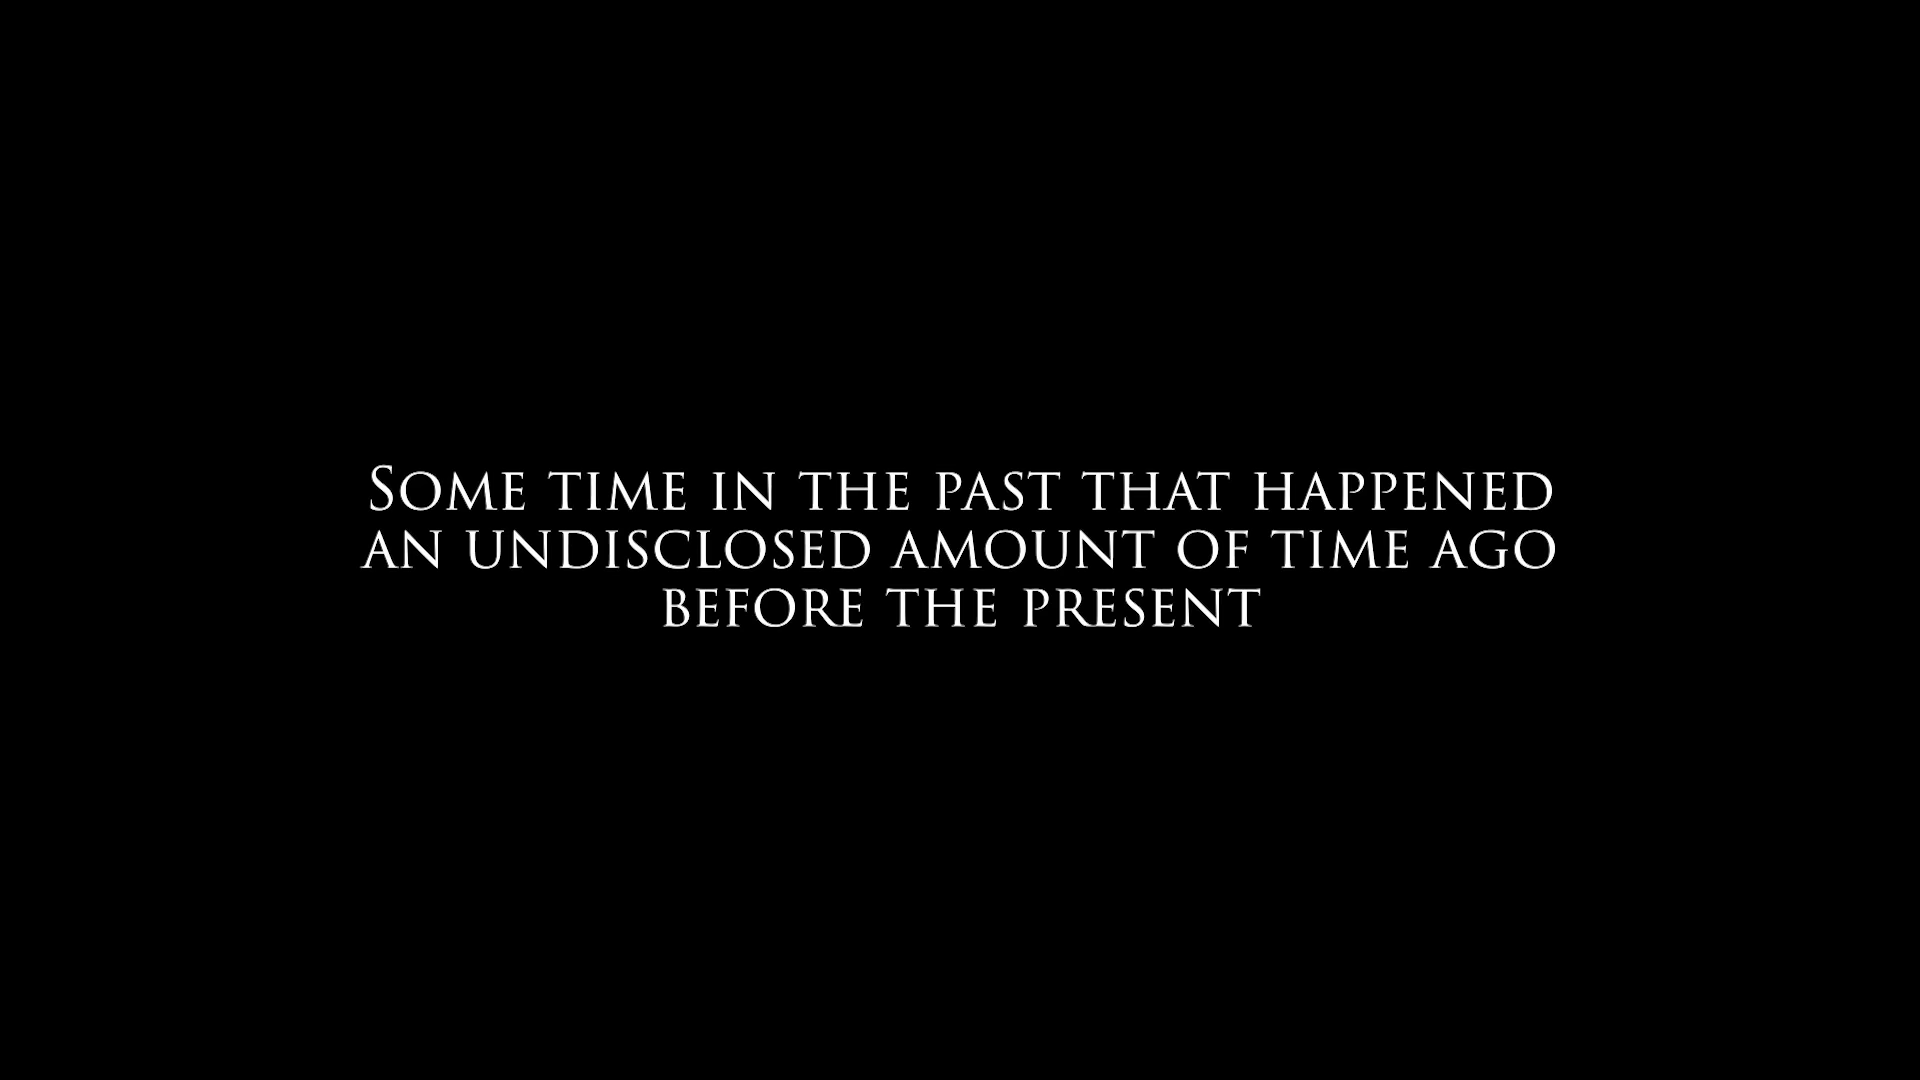 Some time in the past that happened
an undisclosed amount of time ago
before the present